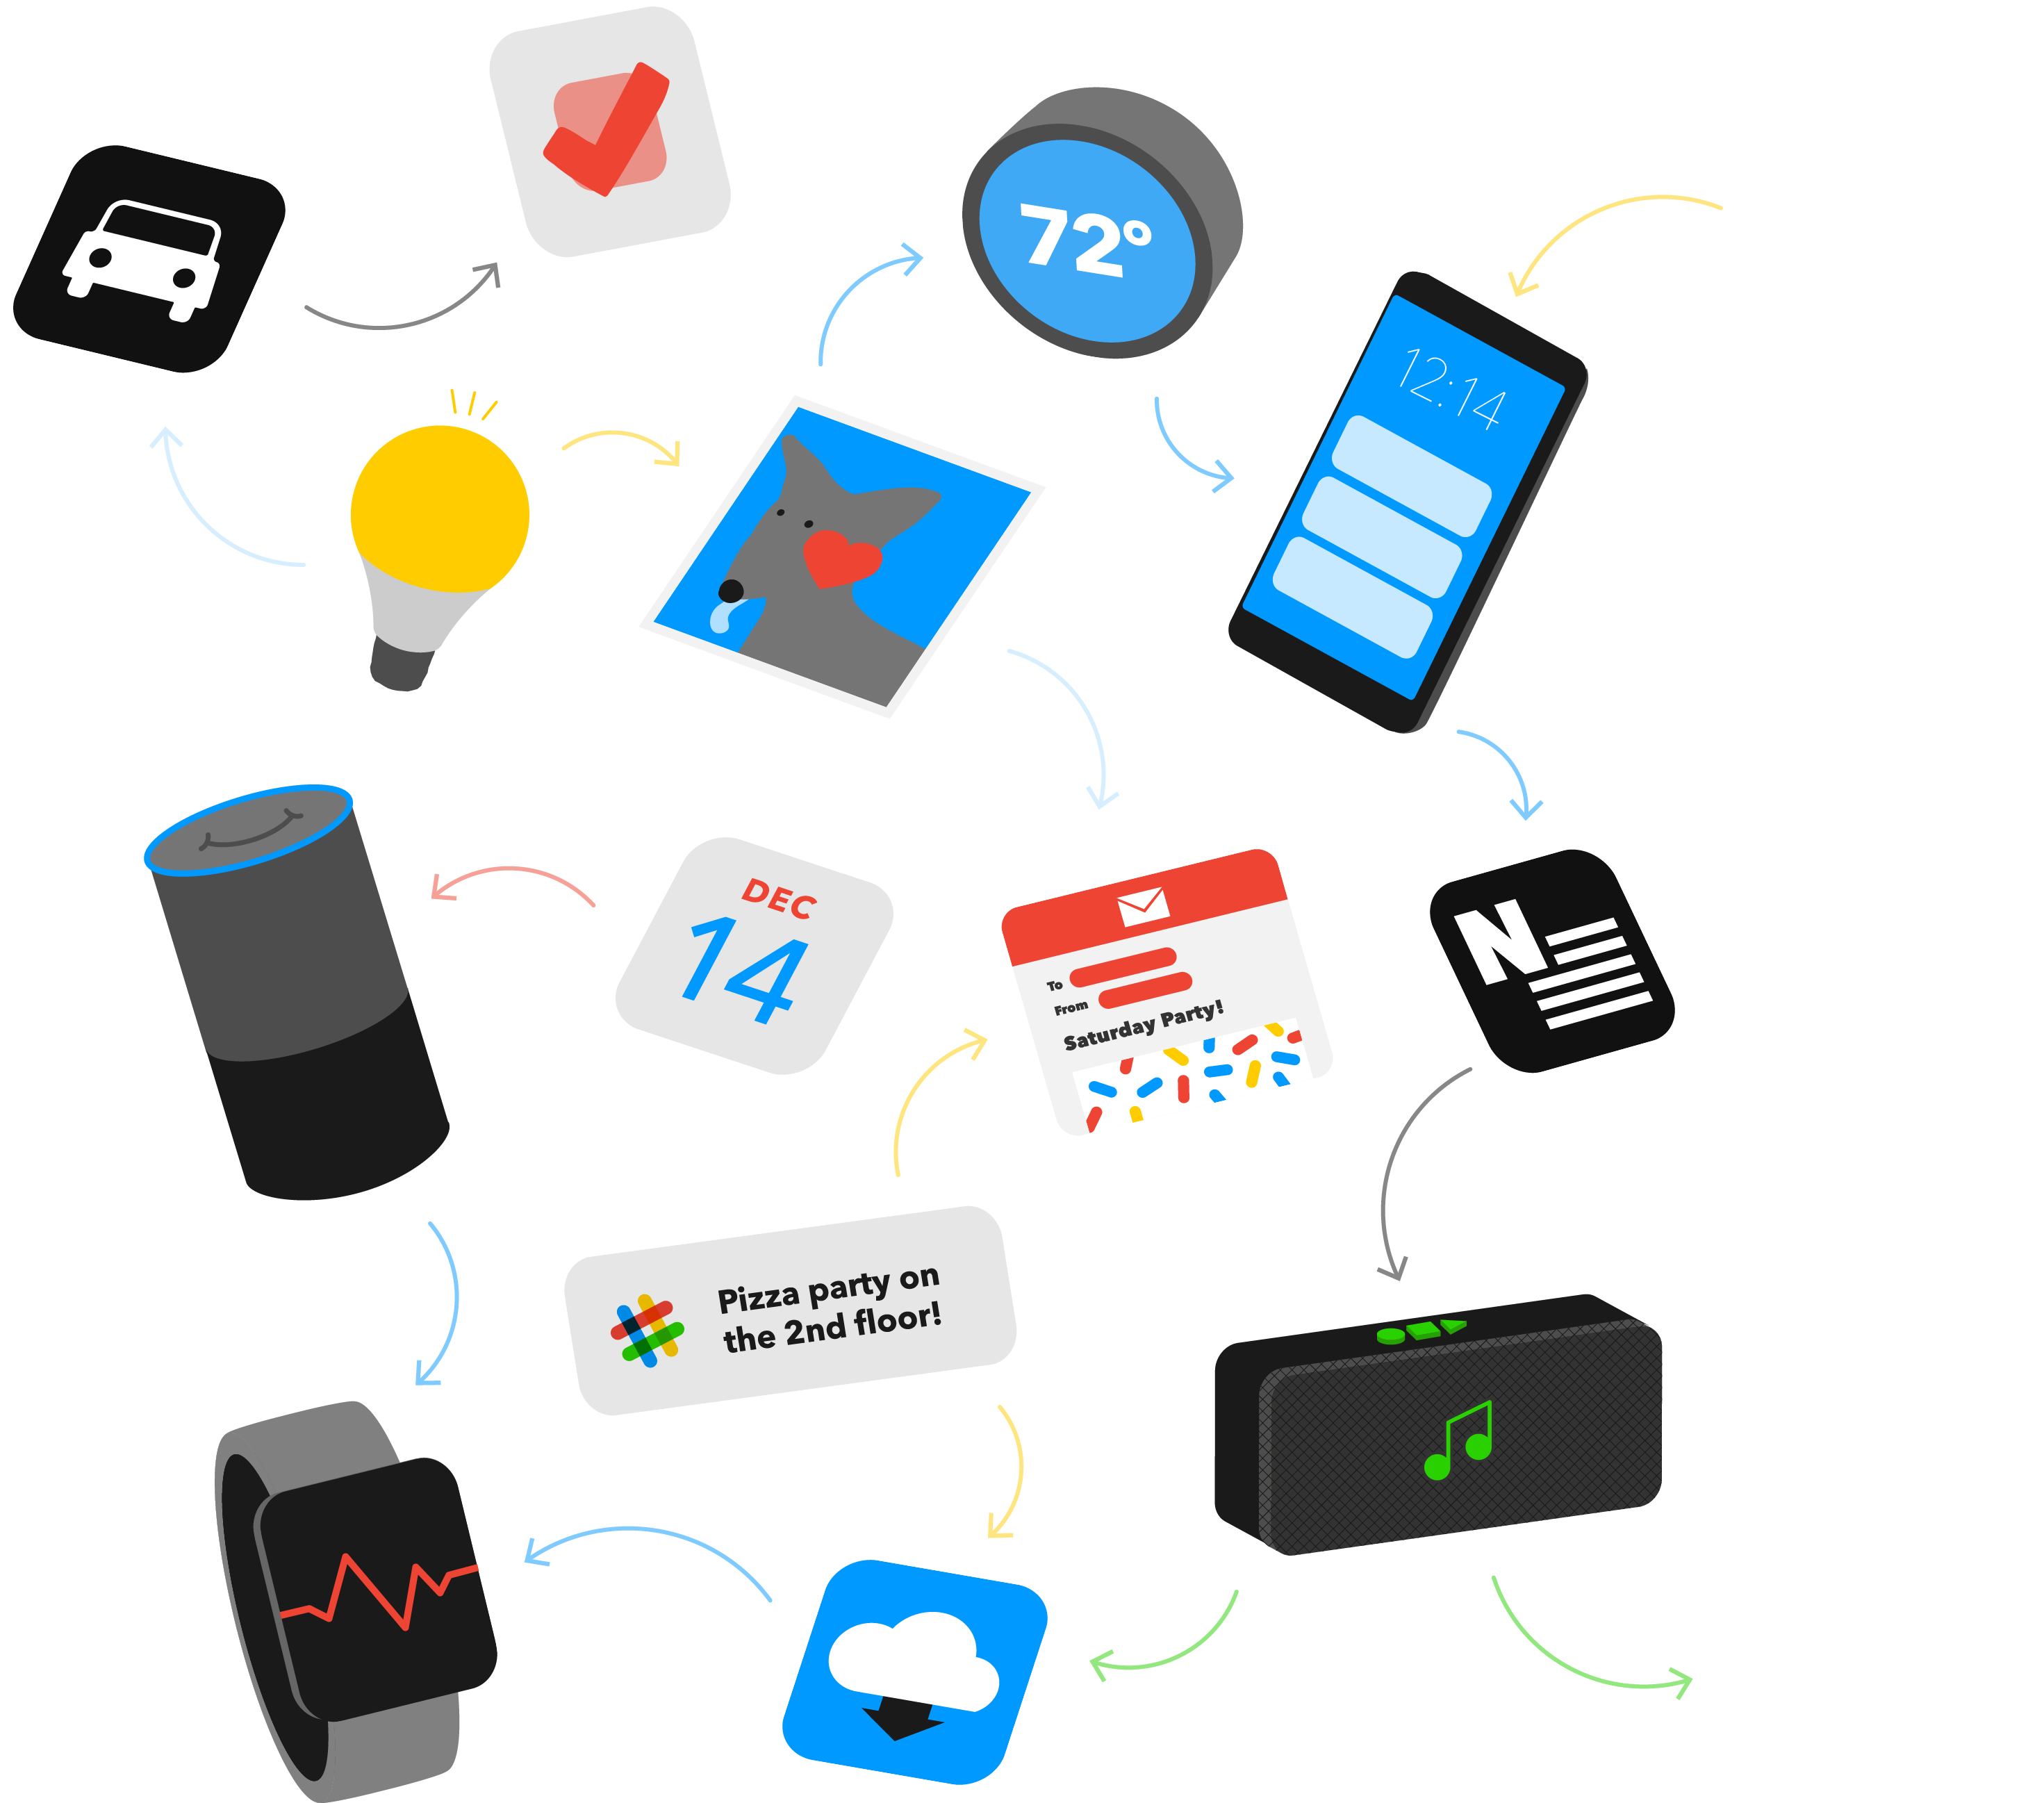 72°
12:14
DEC
14
To
From
Saturday Party!
N
Pizza party on
the 2nd floor!